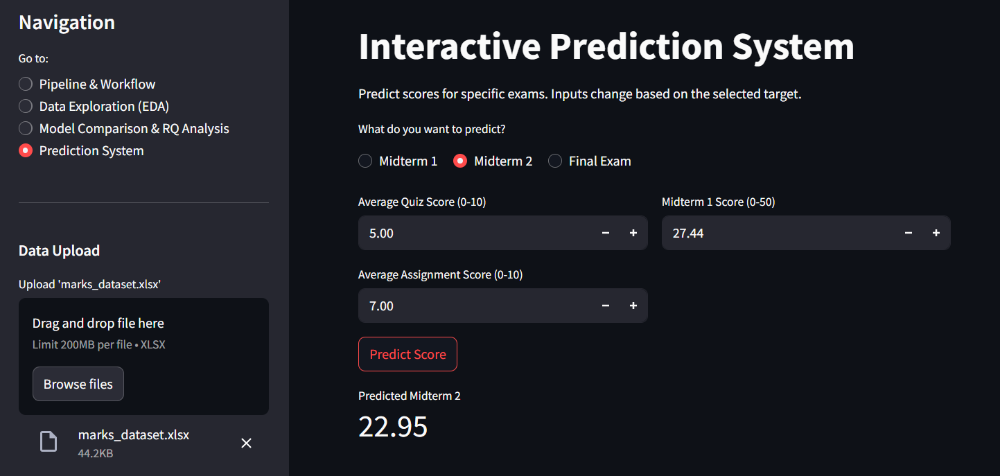 Navigation
Go to:
Pipeline & Workflow
Data Exploration (EDA)
Model Comparison & RQ Analysis
Prediction System
Data Upload
Upload 'marks_dataset.xlsx'
Drag and drop file here
Limit 200MB per file • XLSX
Browse files
marks_dataset.xlsx
44.2KB
Interactive Prediction System
Predict scores for specific exams. Inputs change based on the selected target.
What do you want to predict?
Midterm 1 Midterm 2 Final Exam
Average Quiz Score (0-10) Midterm 1 Score (0-50)
5.00 − + 27.44 − +
Average Assignment Score (0-10)
7.00 − +
Predict Score
Predicted Midterm 2
22.95